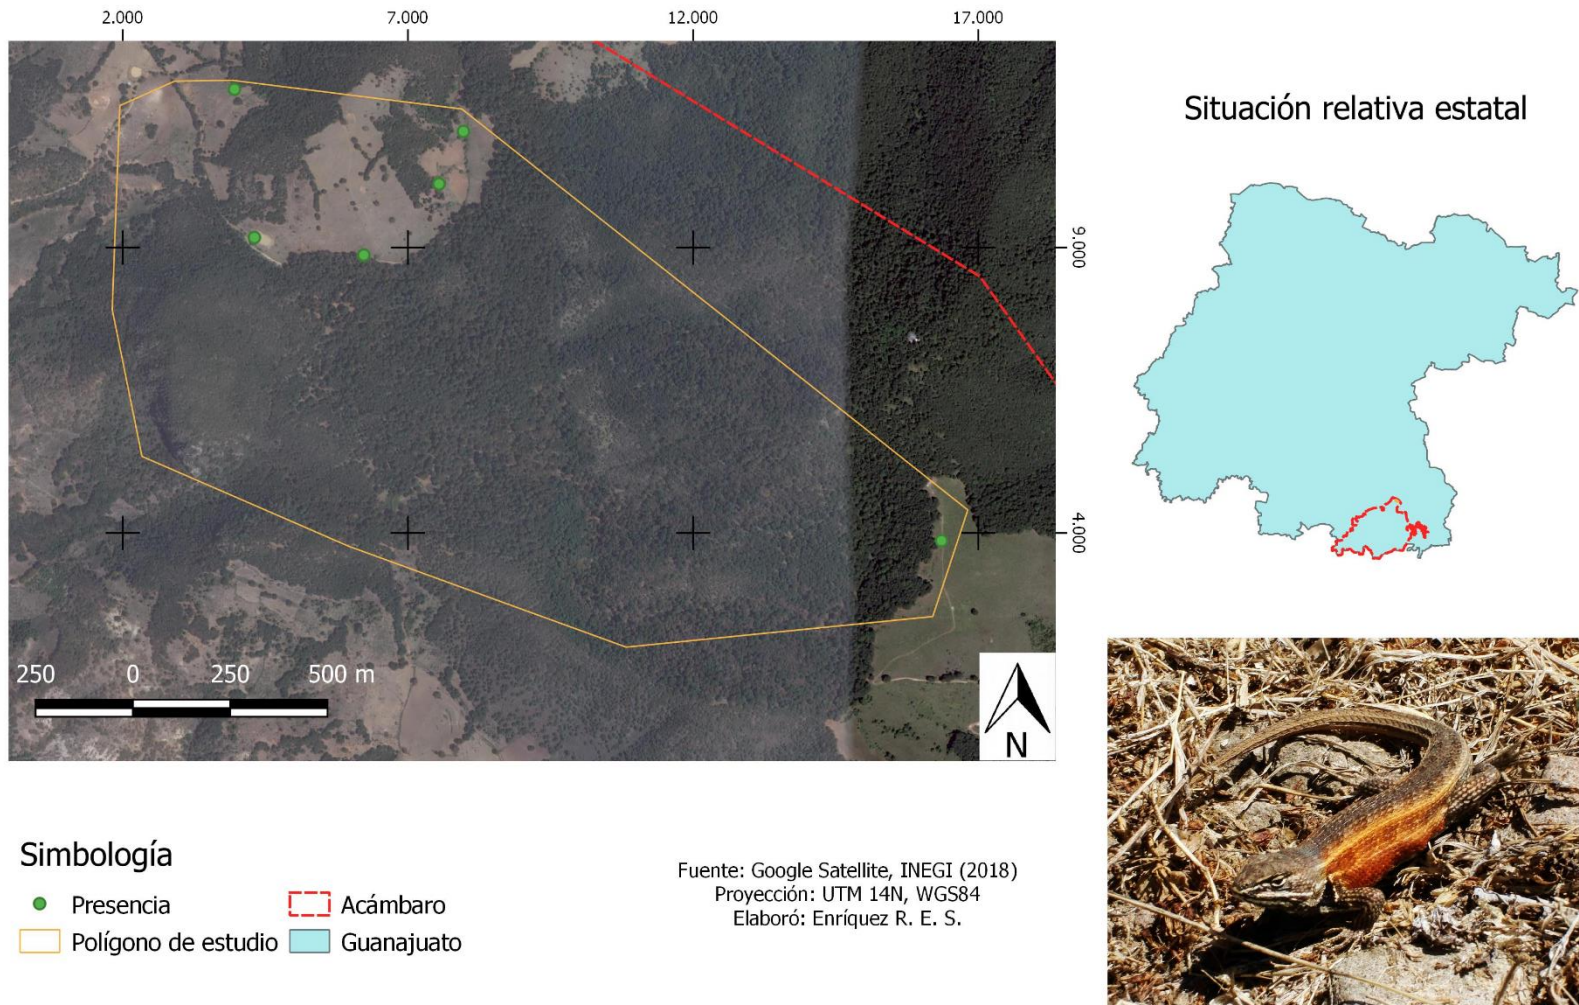 2.000 7.000 12.000 17.000
Situación relativa estatal
9.000
4.000
250 0 250 500 m
N
Simbología
Presencia Acámbaro
Polígono de estudio Guanajuato
Fuente: Google Satellite, INEGI (2018)
Proyección: UTM 14N, WGS84
Elaboró: Enríquez R. E. S.